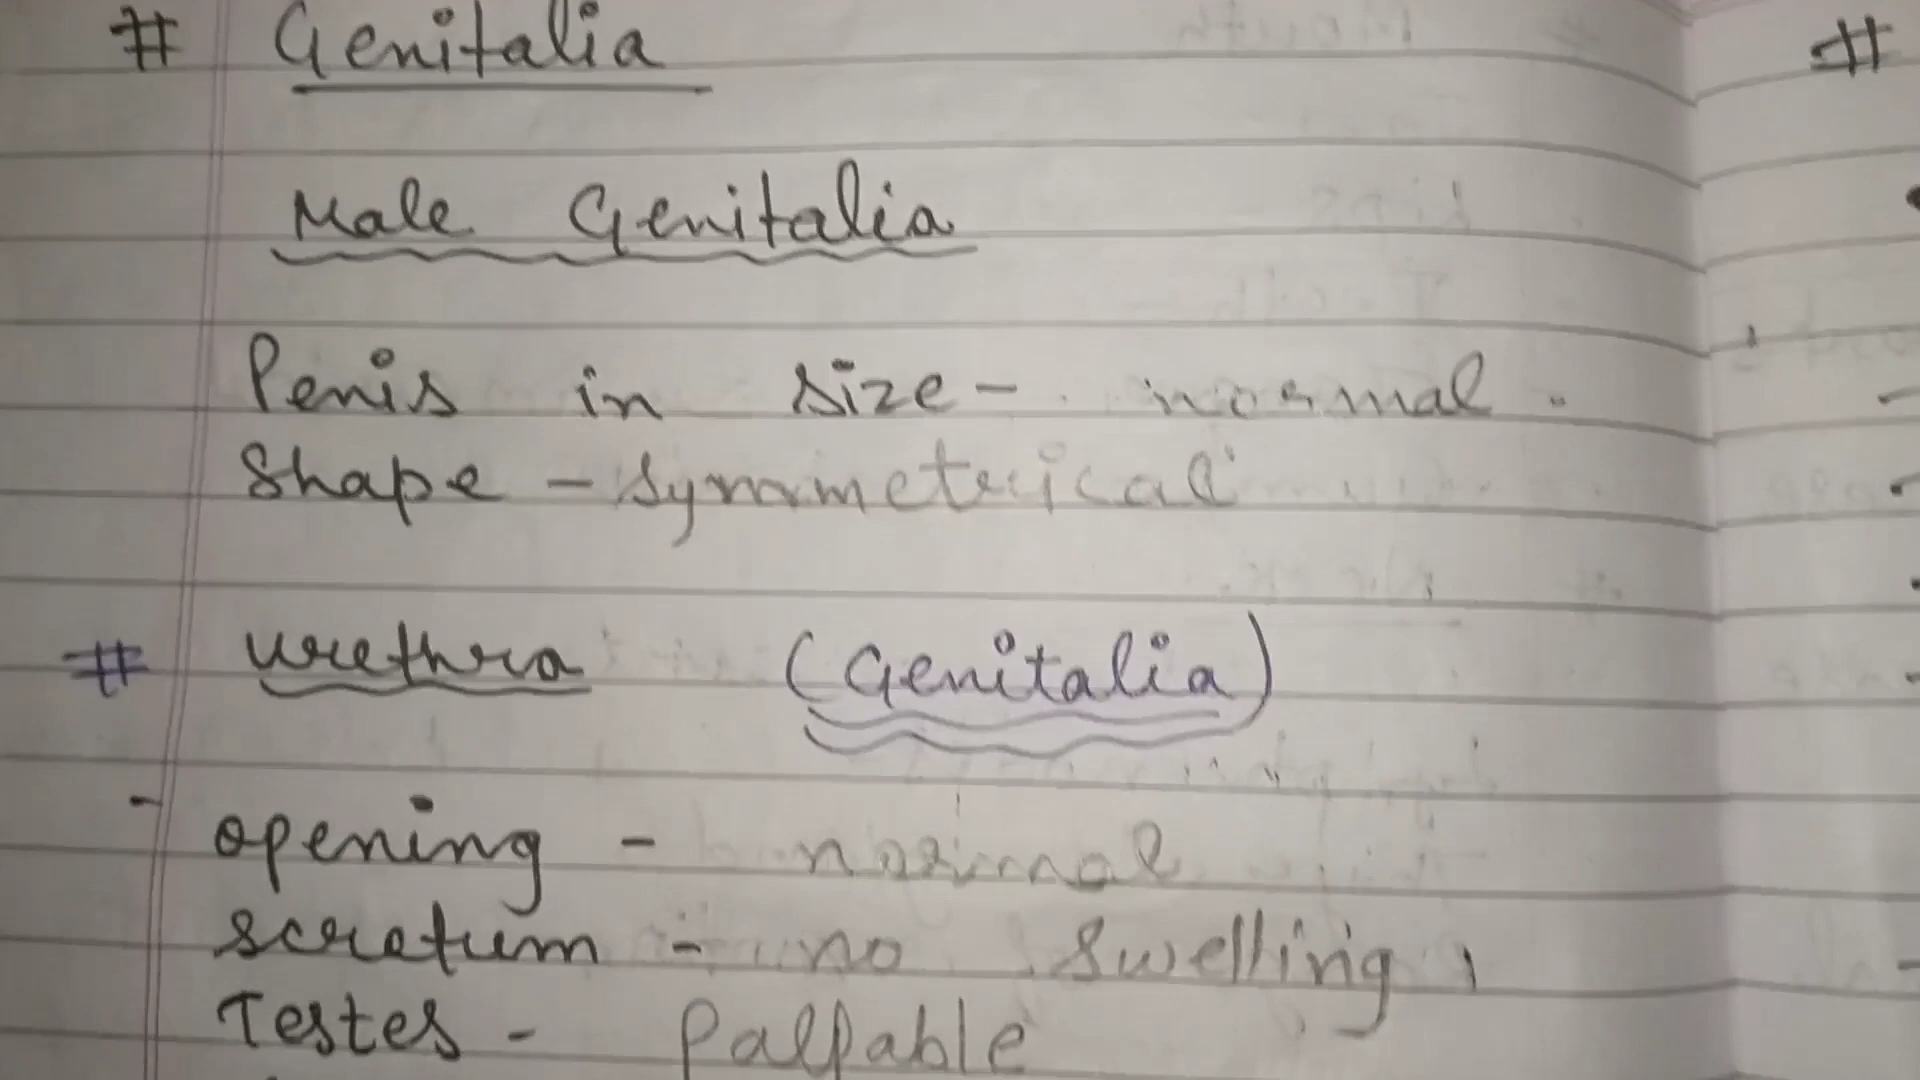 # Genitalia
Male Genitalia
Penis in size - normal.
Shape - symmetrical
# Urethra (Genitalia)
- opening - normal
scrotum - no swelling,
Testes - Palpable
#